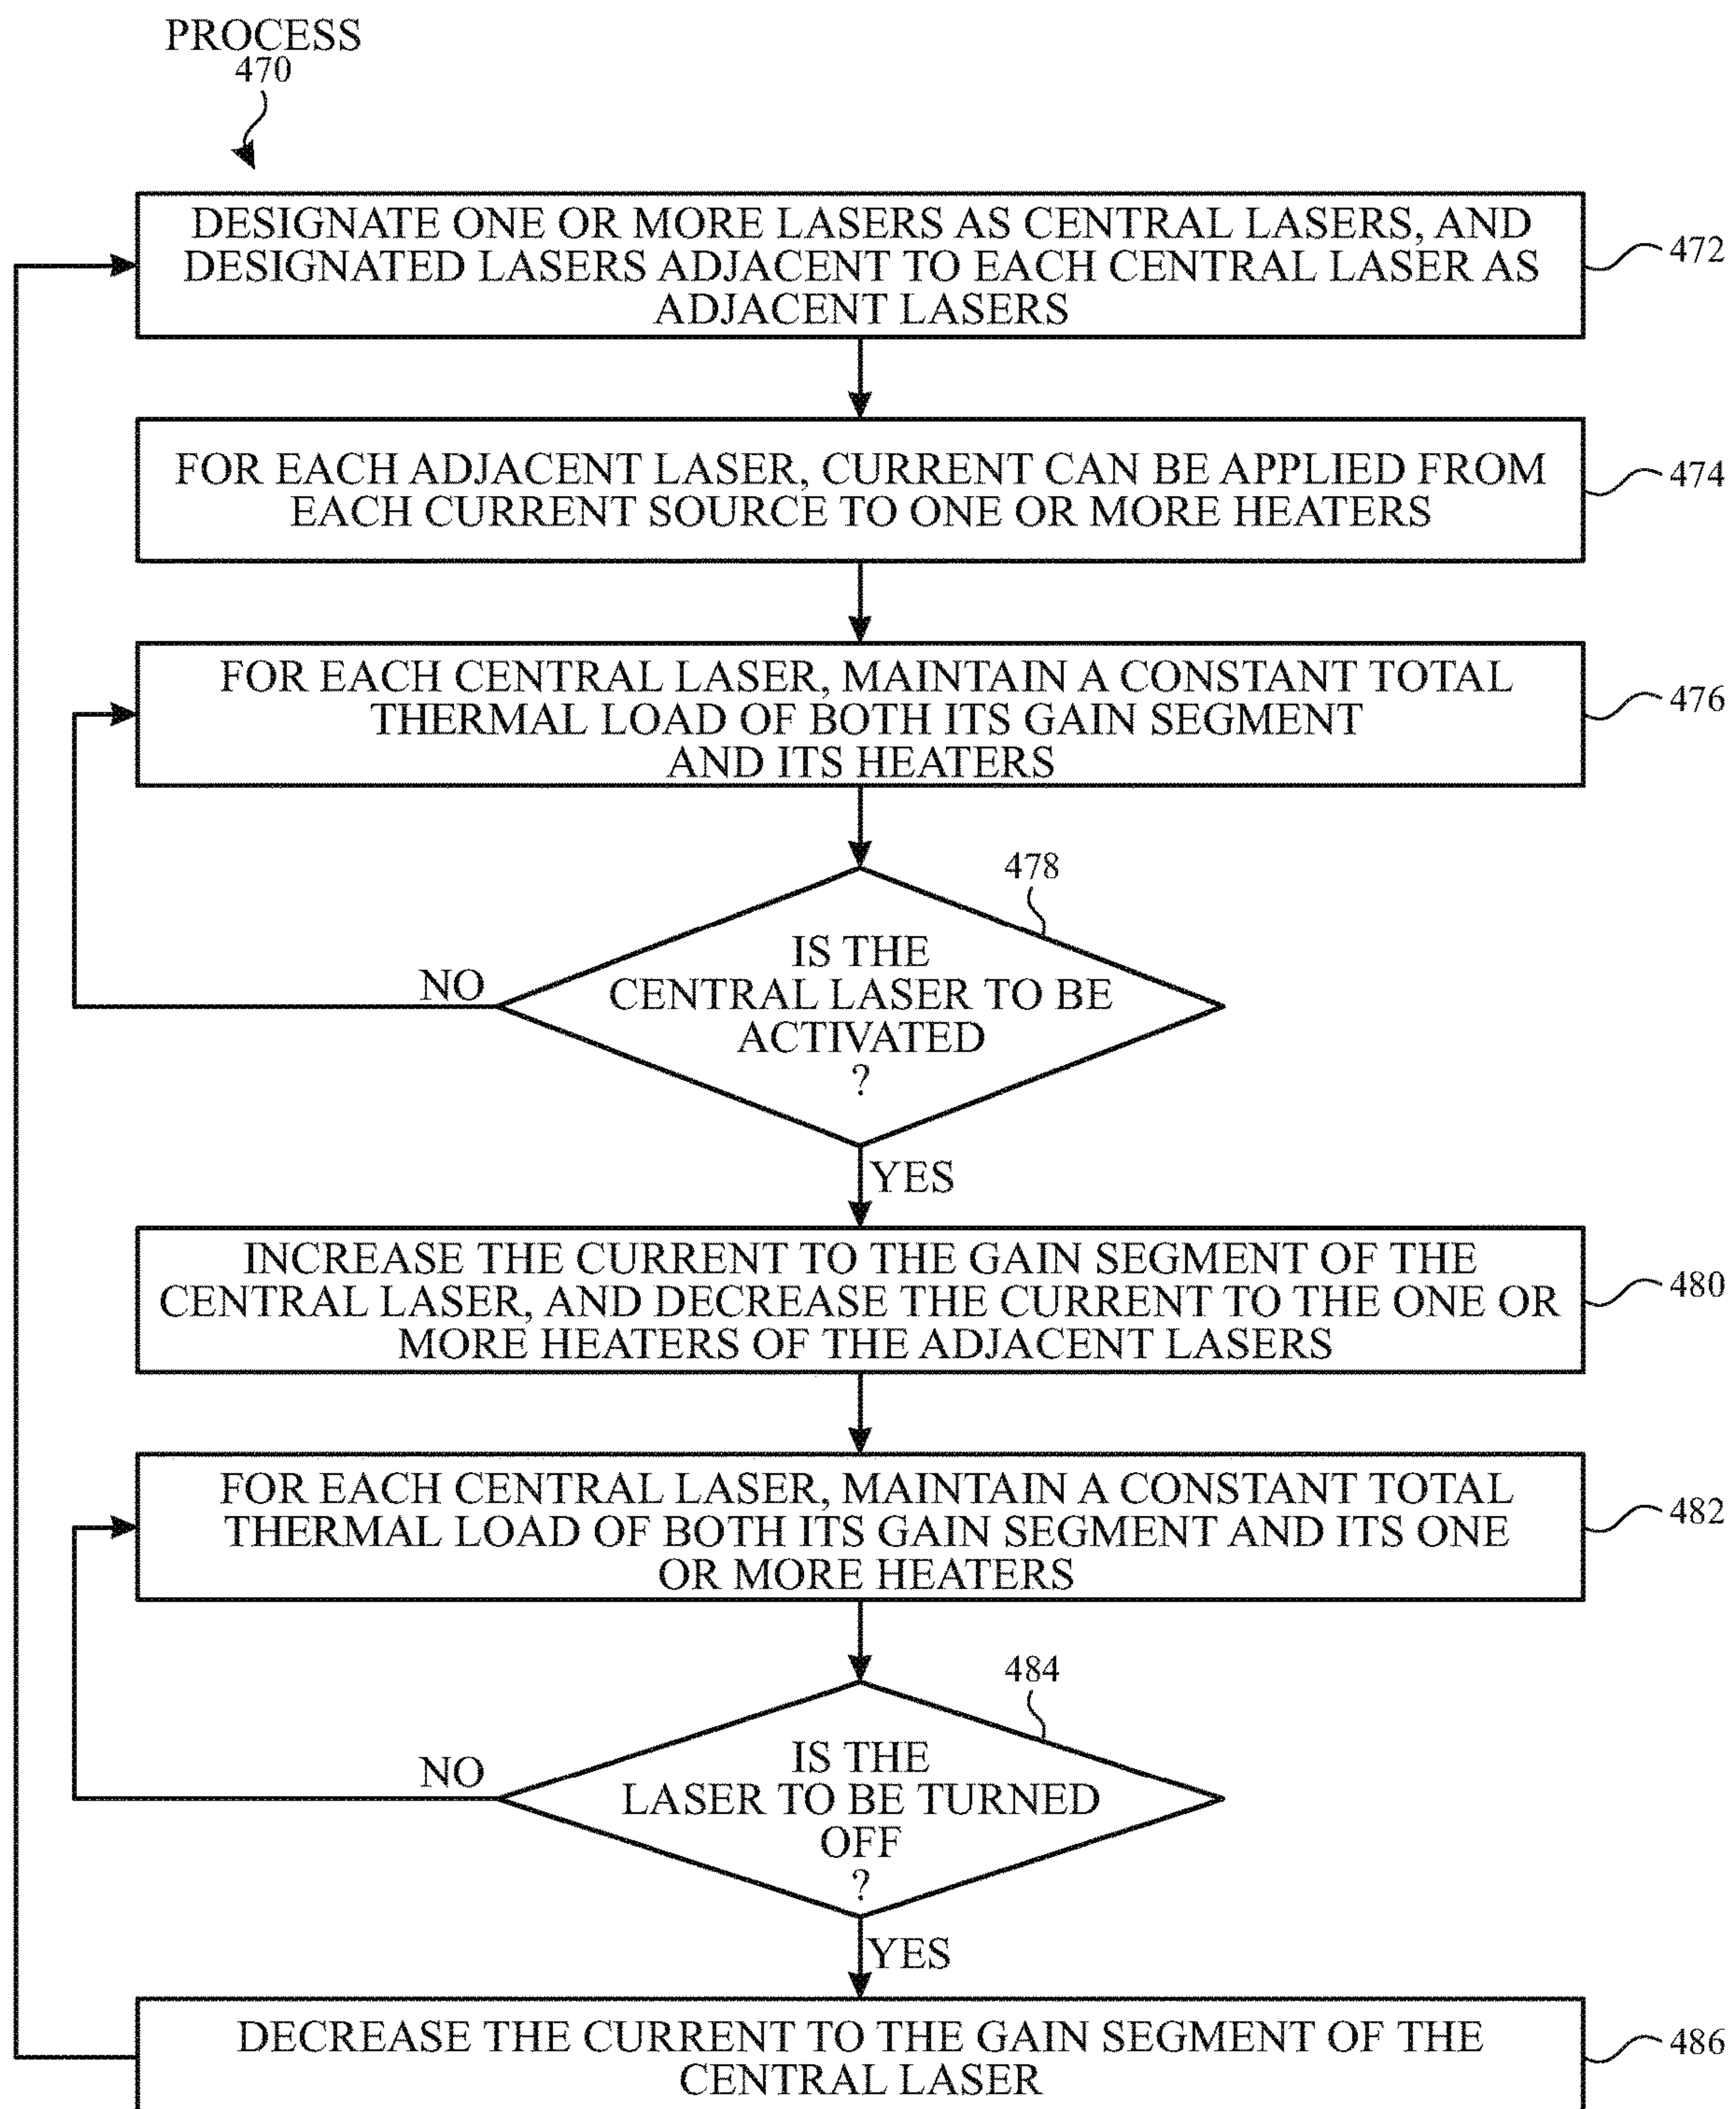 PROCESS
470
DESIGNATE ONE OR MORE LASERS AS CENTRAL LASERS, AND
DESIGNATED LASERS ADJACENT TO EACH CENTRAL LASER AS
ADJACENT LASERS
472
FOR EACH ADJACENT LASER, CURRENT CAN BE APPLIED FROM
EACH CURRENT SOURCE TO ONE OR MORE HEATERS
474
FOR EACH CENTRAL LASER, MAINTAIN A CONSTANT TOTAL
THERMAL LOAD OF BOTH ITS GAIN SEGMENT
AND ITS HEATERS
476
478
IS THE
CENTRAL LASER TO BE
ACTIVATED
?
NO
YES
INCREASE THE CURRENT TO THE GAIN SEGMENT OF THE
CENTRAL LASER, AND DECREASE THE CURRENT TO THE ONE OR
MORE HEATERS OF THE ADJACENT LASERS
480
FOR EACH CENTRAL LASER, MAINTAIN A CONSTANT TOTAL
THERMAL LOAD OF BOTH ITS GAIN SEGMENT AND ITS ONE
OR MORE HEATERS
482
484
IS THE
LASER TO BE TURNED
OFF
?
NO
YES
DECREASE THE CURRENT TO THE GAIN SEGMENT OF THE
CENTRAL LASER
486